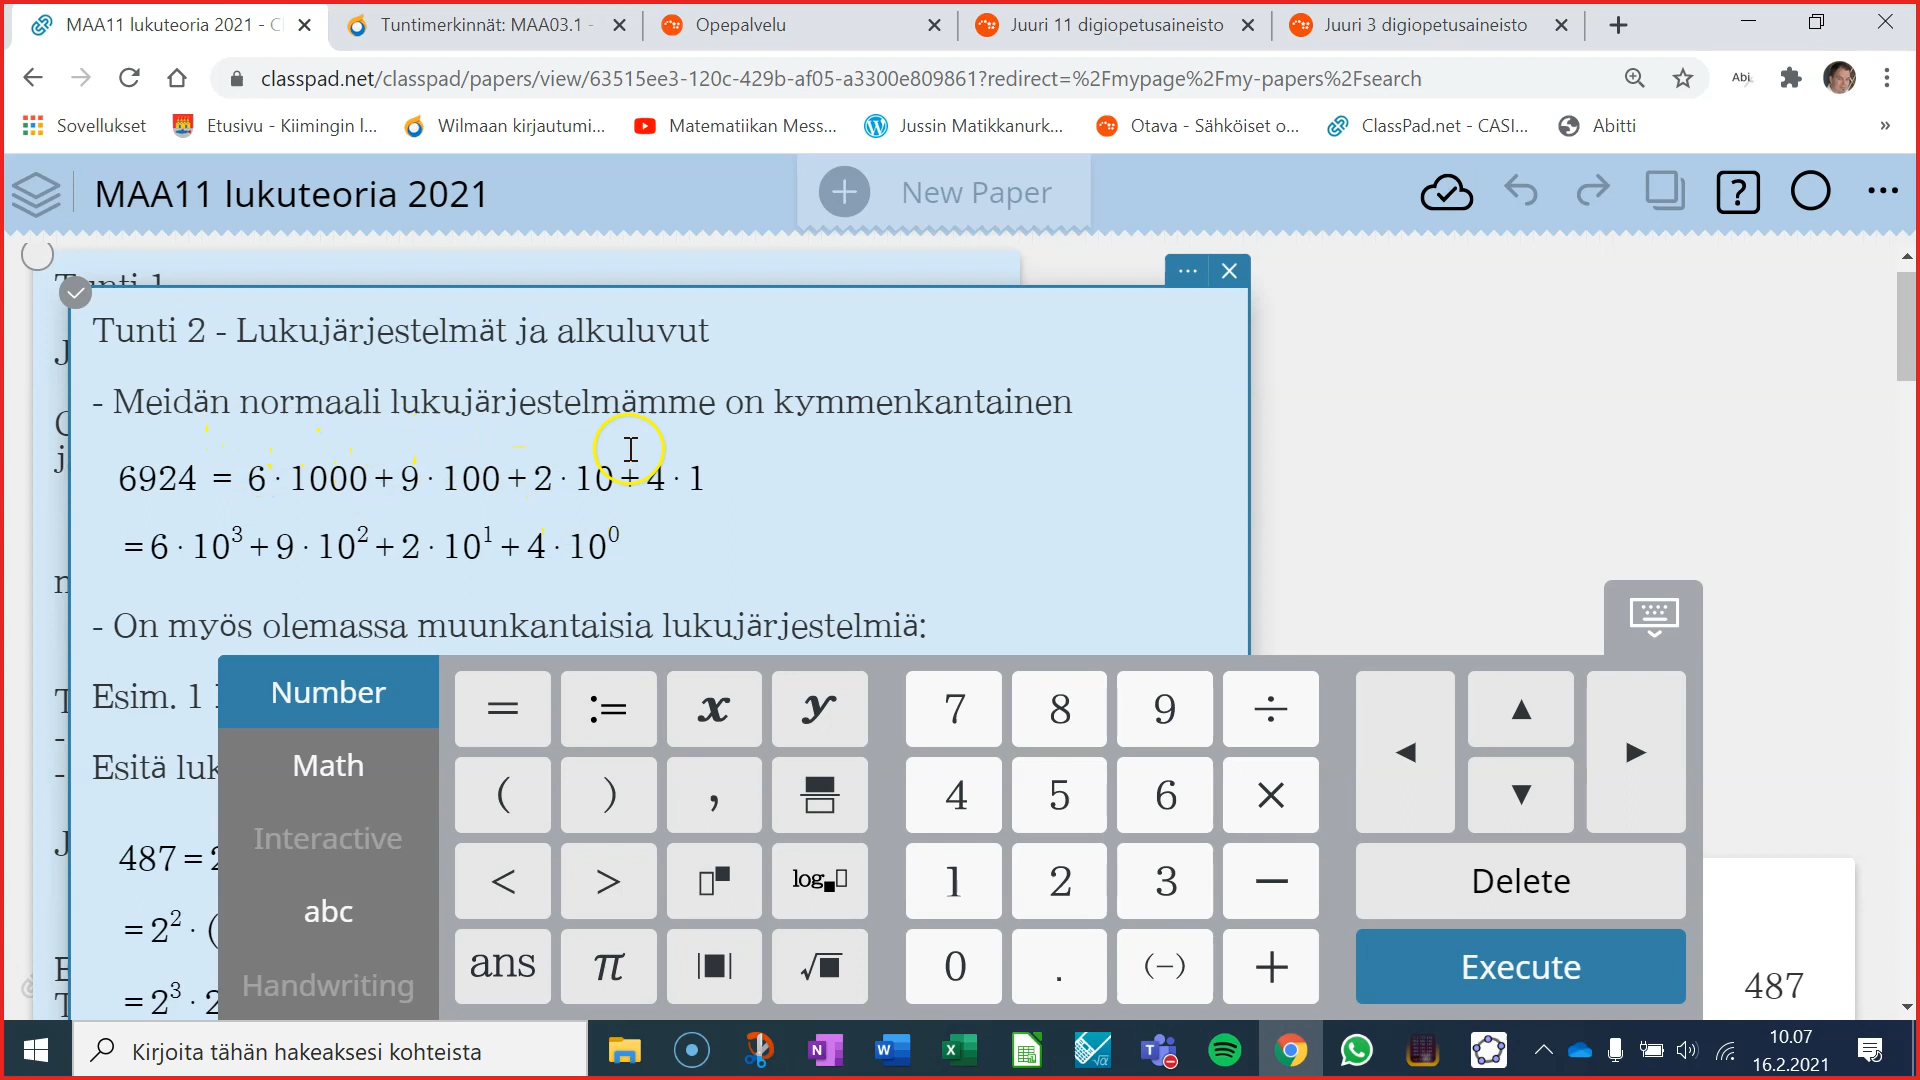 MAA11 lukuteoria 2021 - C
Tuntimerkinnät: MAA03.1 -
Opepalvelu
Juuri 11 digiopetusaineisto
Juuri 3 digiopetusaineisto
classpad.net/classpad/papers/view/63515ee3-120c-429b-af05-a3300e809861?redirect=%2Fmypage%2Fmy-papers%2Fsearch
Abi
Sovellukset
Etusivu - Kiimingin l...
Wilmaan kirjautumi...
Matematiikan Mess...
Jussin Matikkanurk...
Otava - Sähköiset o...
ClassPad.net - CASI...
Abitti
»
MAA11 lukuteoria 2021
New Paper
Tunti 1
Tunti 2 - Lukujärjestelmät ja alkuluvut
- Meidän normaali lukujärjestelmämme on kymmenkantainen
6924 = 6 · 1000 + 9 · 100 + 2 · 10 + 4 · 1
= 6 · 10³ + 9 · 10² + 2 · 10¹ + 4 · 10⁰
- On myös olemassa muunkantaisia lukujärjestelmiä:
Esim. 1
Esitä luk
487 = 2
= 2² · (
= 2³ · 2
Number
Math
Interactive
abc
Handwriting
= := x y 7 8 9 ÷ ◄ ▲ ►
( ) , 4 5 6 × ▼
< > log 1 2 3 − Delete
ans π √ 0 . (−) + Execute
487
Kirjoita tähän hakeaksesi kohteista
10.07
16.2.2021